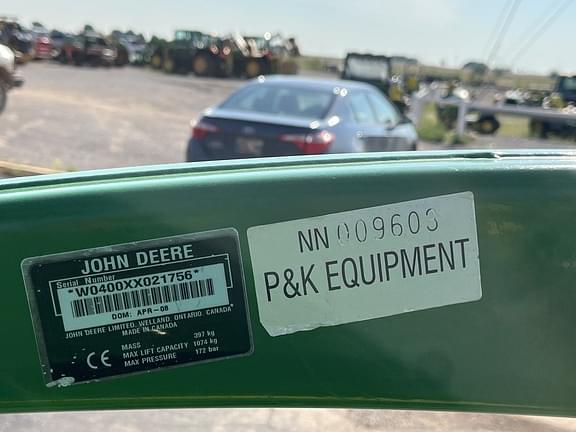 JOHN DEERE
Serial Number
*W0400XX021756*
DOM: APR-08
JOHN DEERE LIMITED, WELLAND, ONTARIO CANADA
MADE IN CANADA
CE
MASS 397 kg
MAX LIFT CAPACITY 1074 kg
MAX PRESSURE 172 bar
NN 009603
P&K EQUIPMENT